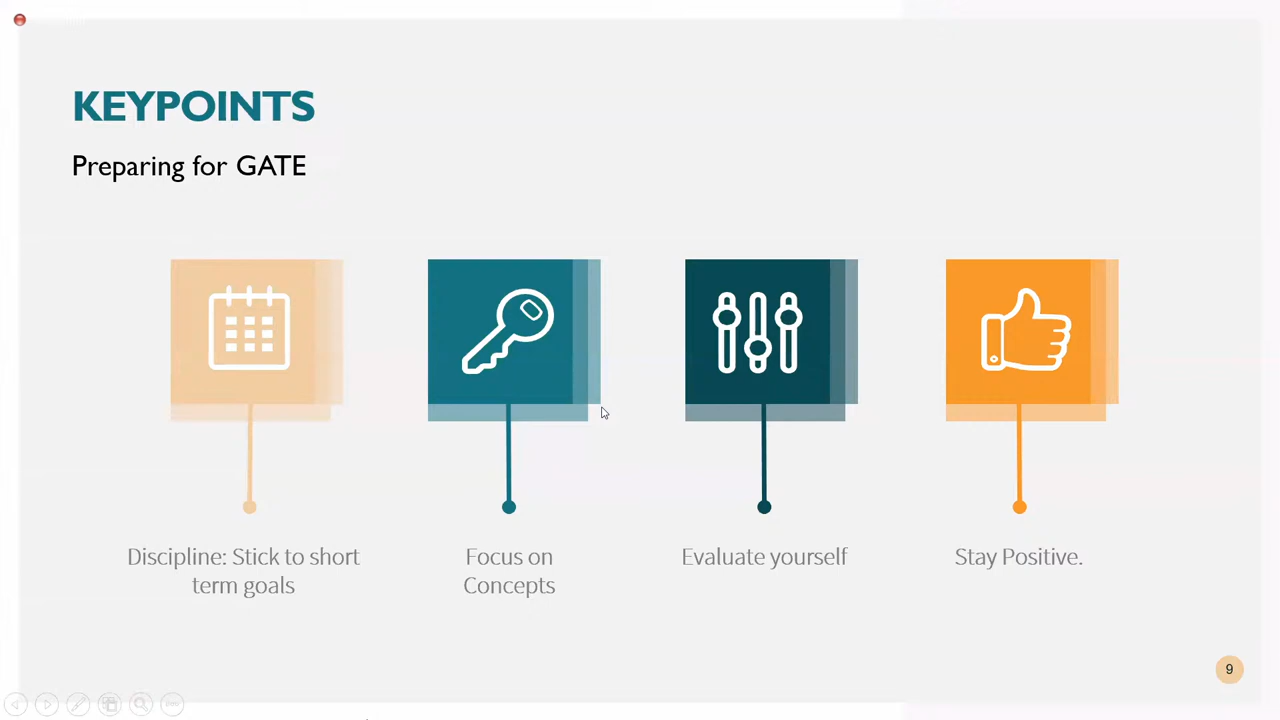 KEYPOINTS
Preparing for GATE
Discipline: Stick to short
term goals
Focus on
Concepts
Evaluate yourself
Stay Positive.
9